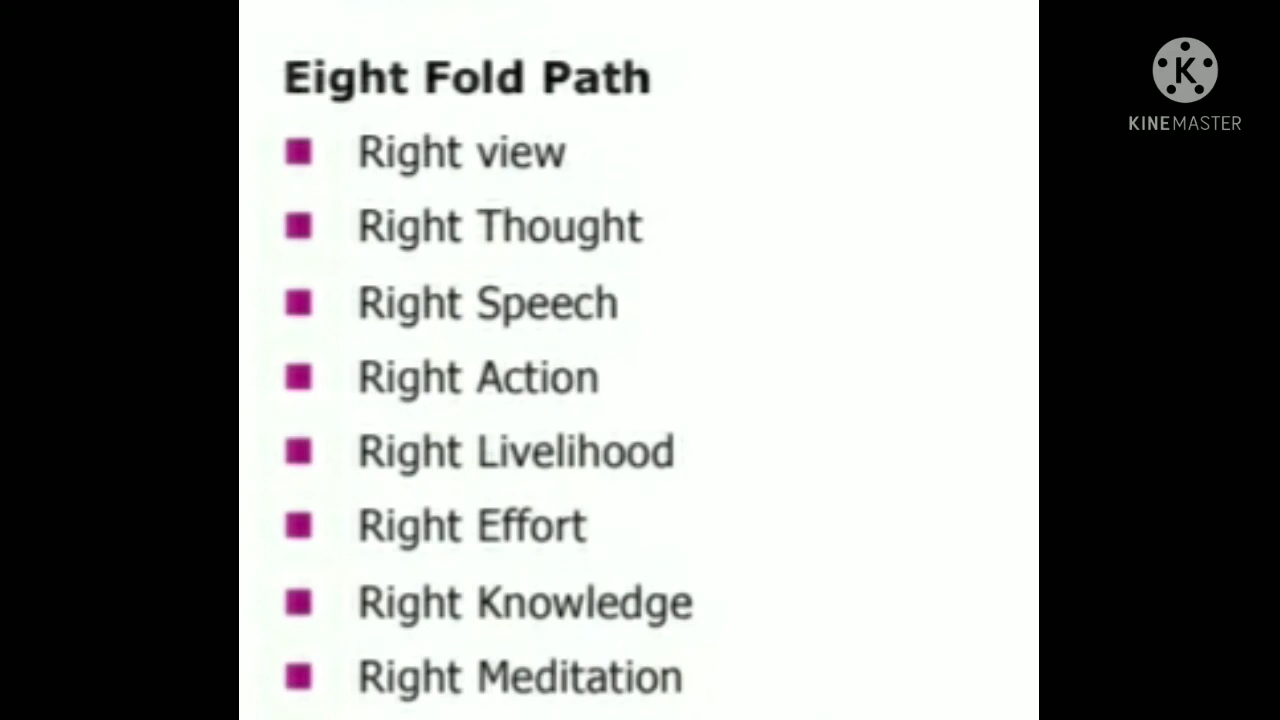 Eight Fold Path
Right view
Right Thought
Right Speech
Right Action
Right Livelihood
Right Effort
Right Knowledge
Right Meditation
K
KINEMASTER